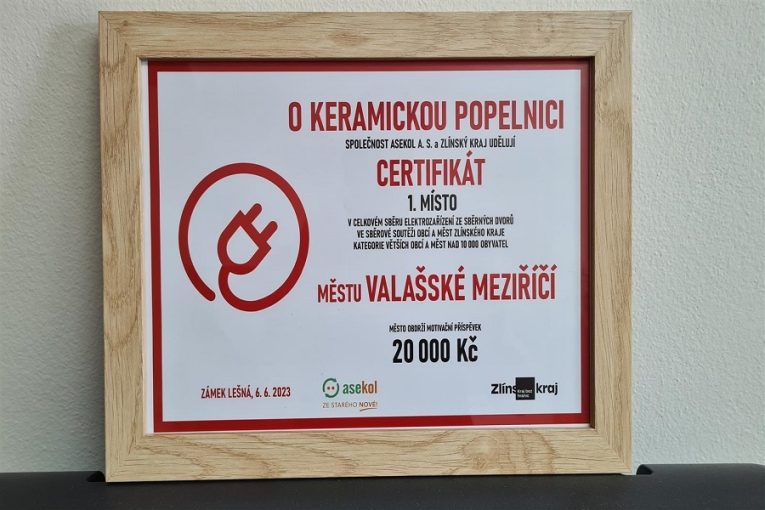 O KERAMICKOU POPELNICI
SPOLEČNOST ASEKOL A. S. a ZLÍNSKÝ KRAJ UDĚLUJÍ
CERTIFIKÁT
1. MÍSTO
V CELKOVÉM SBĚRU ELEKTROZAŘÍZENÍ ZE SBĚRNÝCH DVORŮ
VE SBĚROVÉ SOUTĚŽI OBCÍ A MĚST ZLÍNSKÉHO KRAJE
KATEGORIE VĚTŠÍCH OBCÍ A MĚST NAD 10 000 OBYVATEL
MĚSTU VALAŠSKÉ MEZIŘÍČÍ
MĚSTO OBDRŽÍ MOTIVAČNÍ PŘÍSPĚVEK
20 000 Kč
ZÁMEK LEŠNÁ, 6. 6. 2023
asekol
ZE STARÉHO NOVÉ!
Zlínský kraj